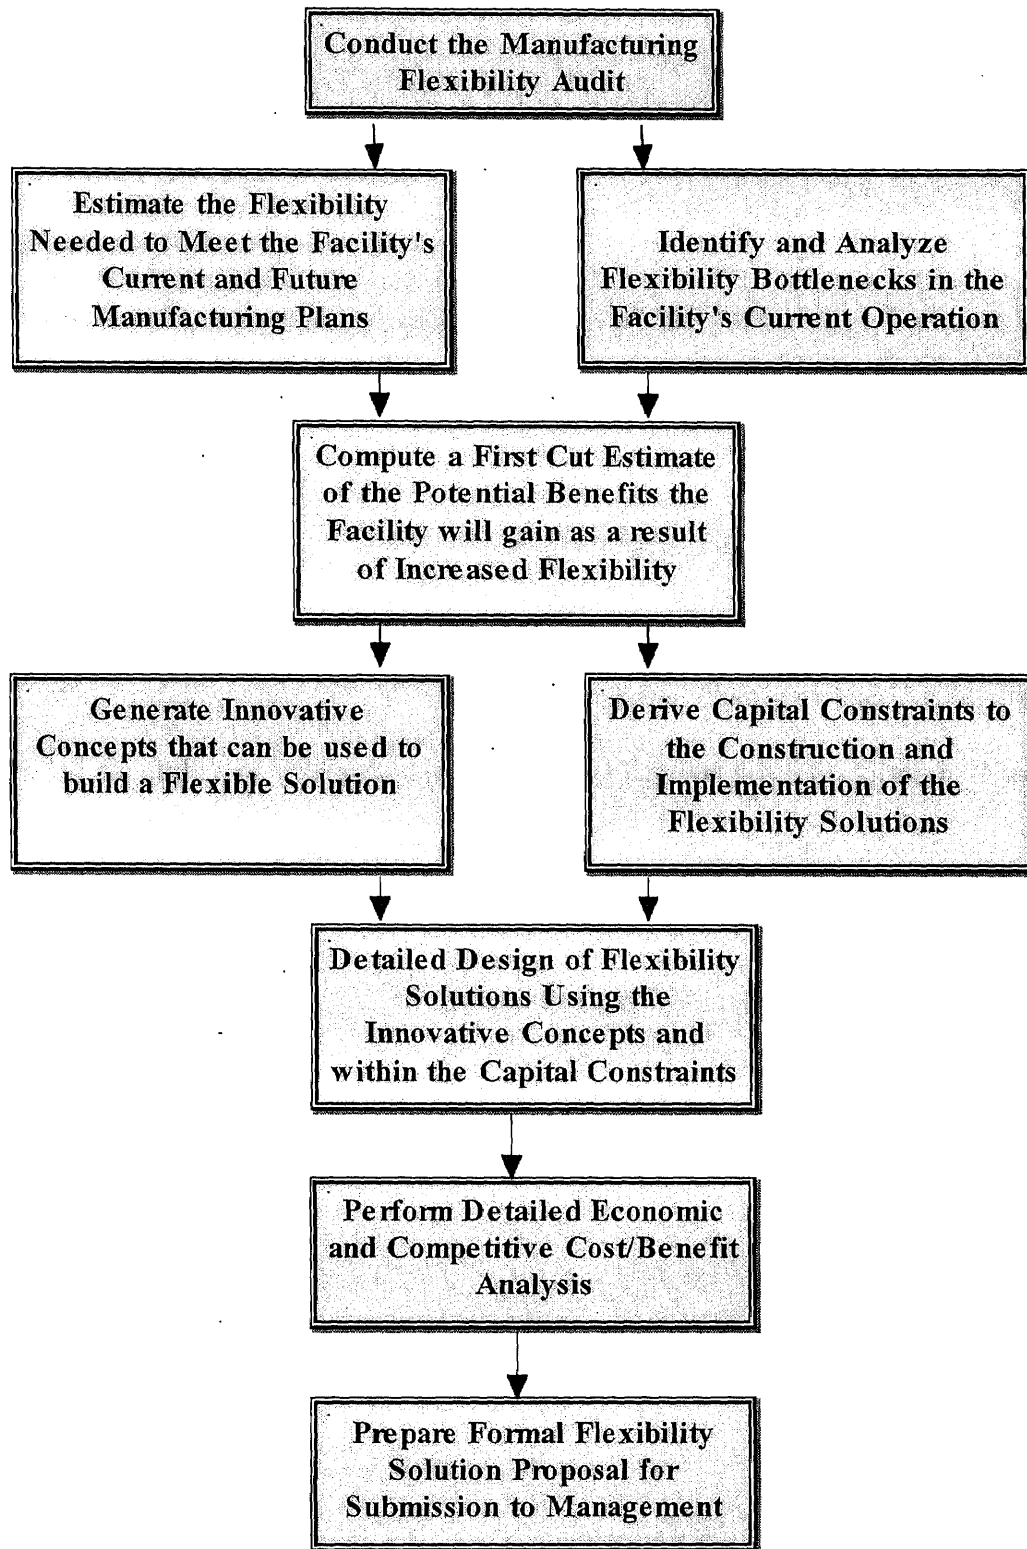 Conduct the Manufacturing
Flexibility Audit
Estimate the Flexibility
Needed to Meet the Facility's
Current and Future
Manufacturing Plans
Identify and Analyze
Flexibility Bottlenecks in the
Facility's Current Operation
Compute a First Cut Estimate
of the Potential Benefits the
Facility will gain as a result
of Increased Flexibility
Generate Innovative
Concepts that can be used to
build a Flexible Solution
Derive Capital Constraints to
the Construction and
Implementation of the
Flexibility Solutions
Detailed Design of Flexibility
Solutions Using the
Innovative Concepts and
within the Capital Constraints
Perform Detailed Economic
and Competitive Cost/Benefit
Analysis
Prepare Formal Flexibility
Solution Proposal for
Submission to Management